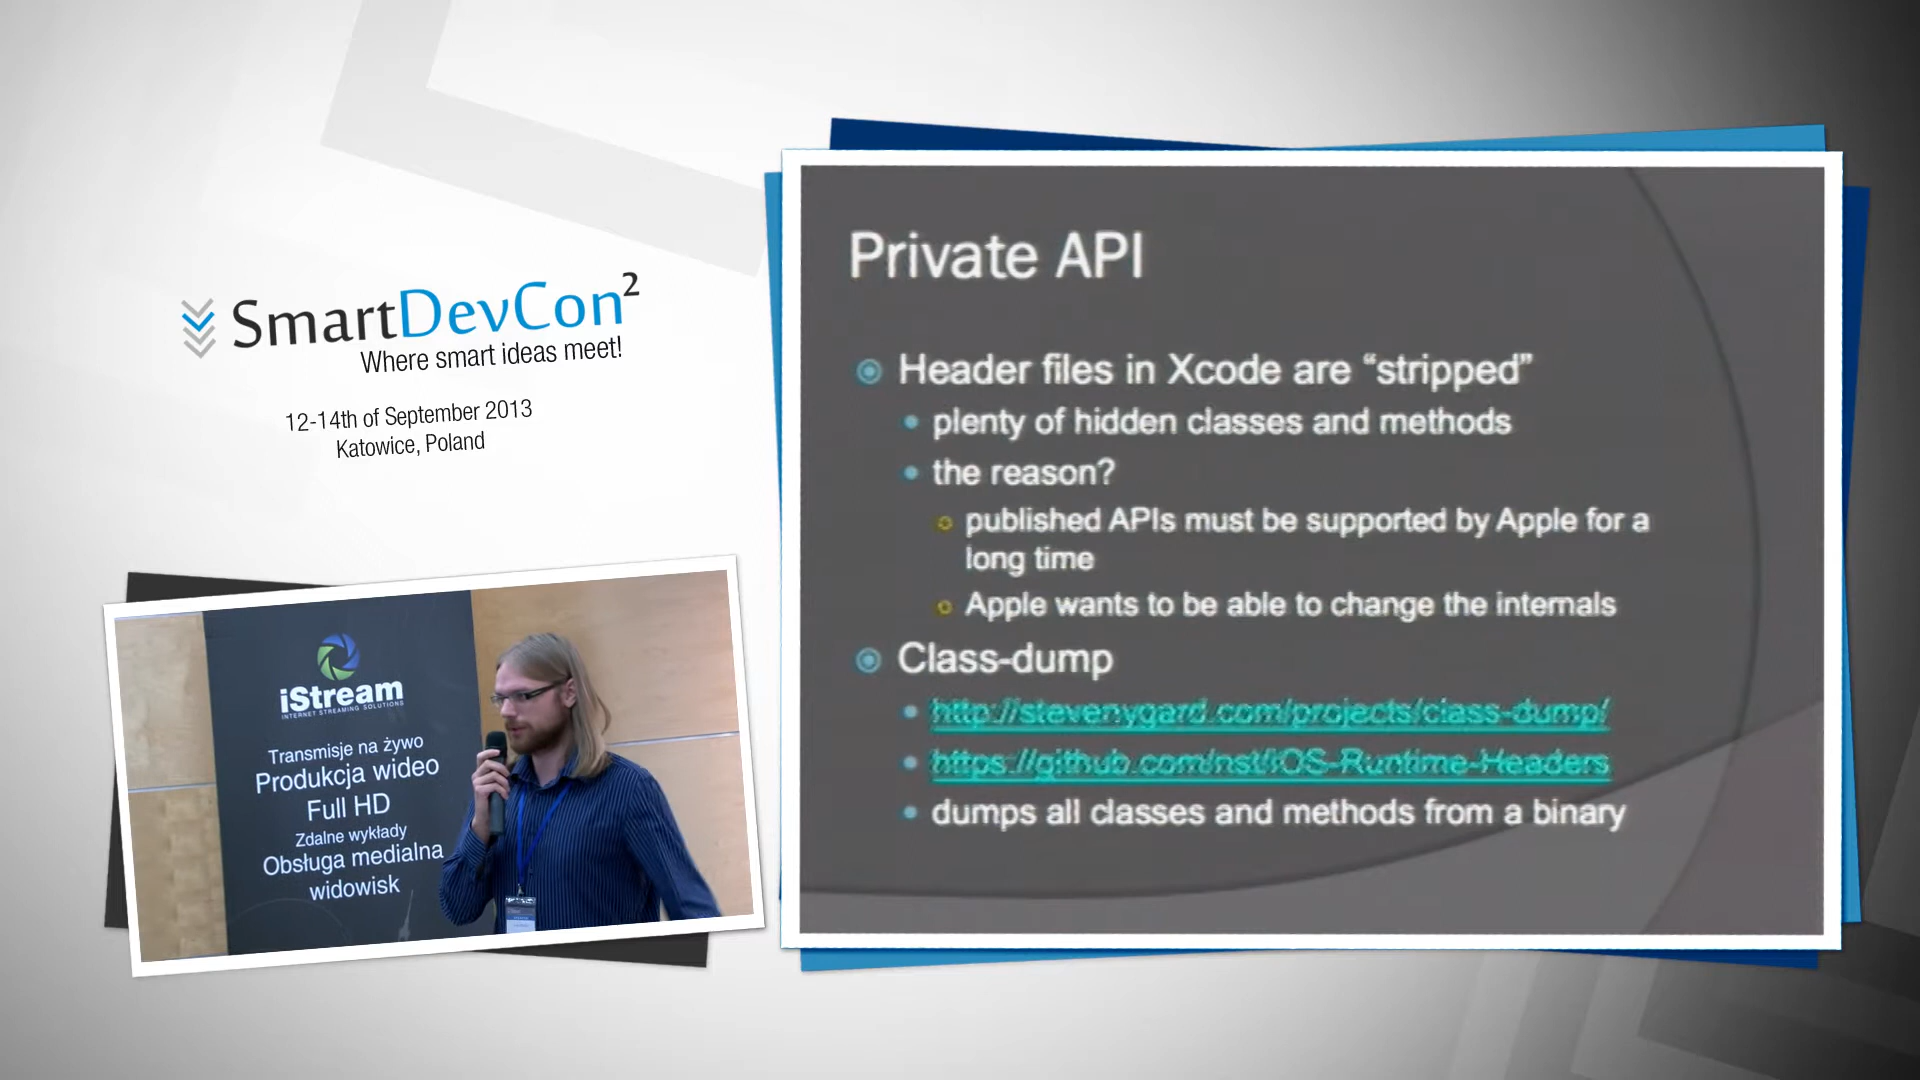 SmartDevCon²
Where smart ideas meet!
12-14th of September 2013
Katowice, Poland
iStream
INTERNET STREAMING SOLUTIONS
Transmisje na żywo
Produkcja wideo
Full HD
Zdalne wykłady
Obsługa medialna
widowisk
Private API
Header files in Xcode are “stripped”
plenty of hidden classes and methods
the reason?
published APIs must be supported by Apple for a
long time
Apple wants to be able to change the internals
Class-dump
http://stevenygard.com/projects/class-dump/
https://github.com/nst/iOS-Runtime-Headers
dumps all classes and methods from a binary